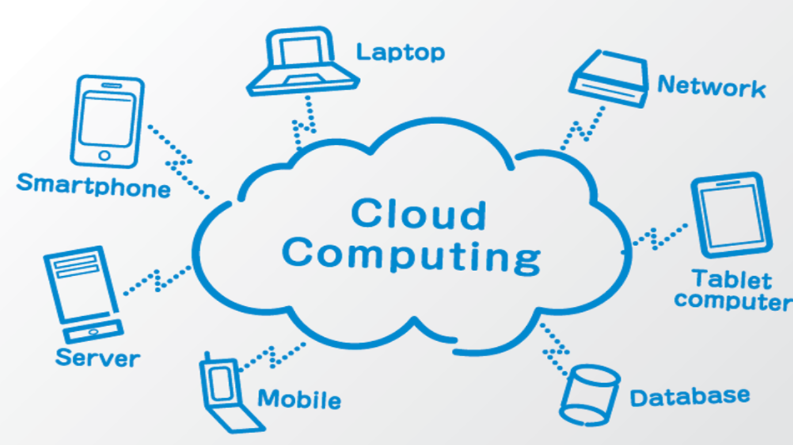 Laptop
Network
Smartphone
Cloud
Computing
Tablet
computer
Server
Mobile
Database